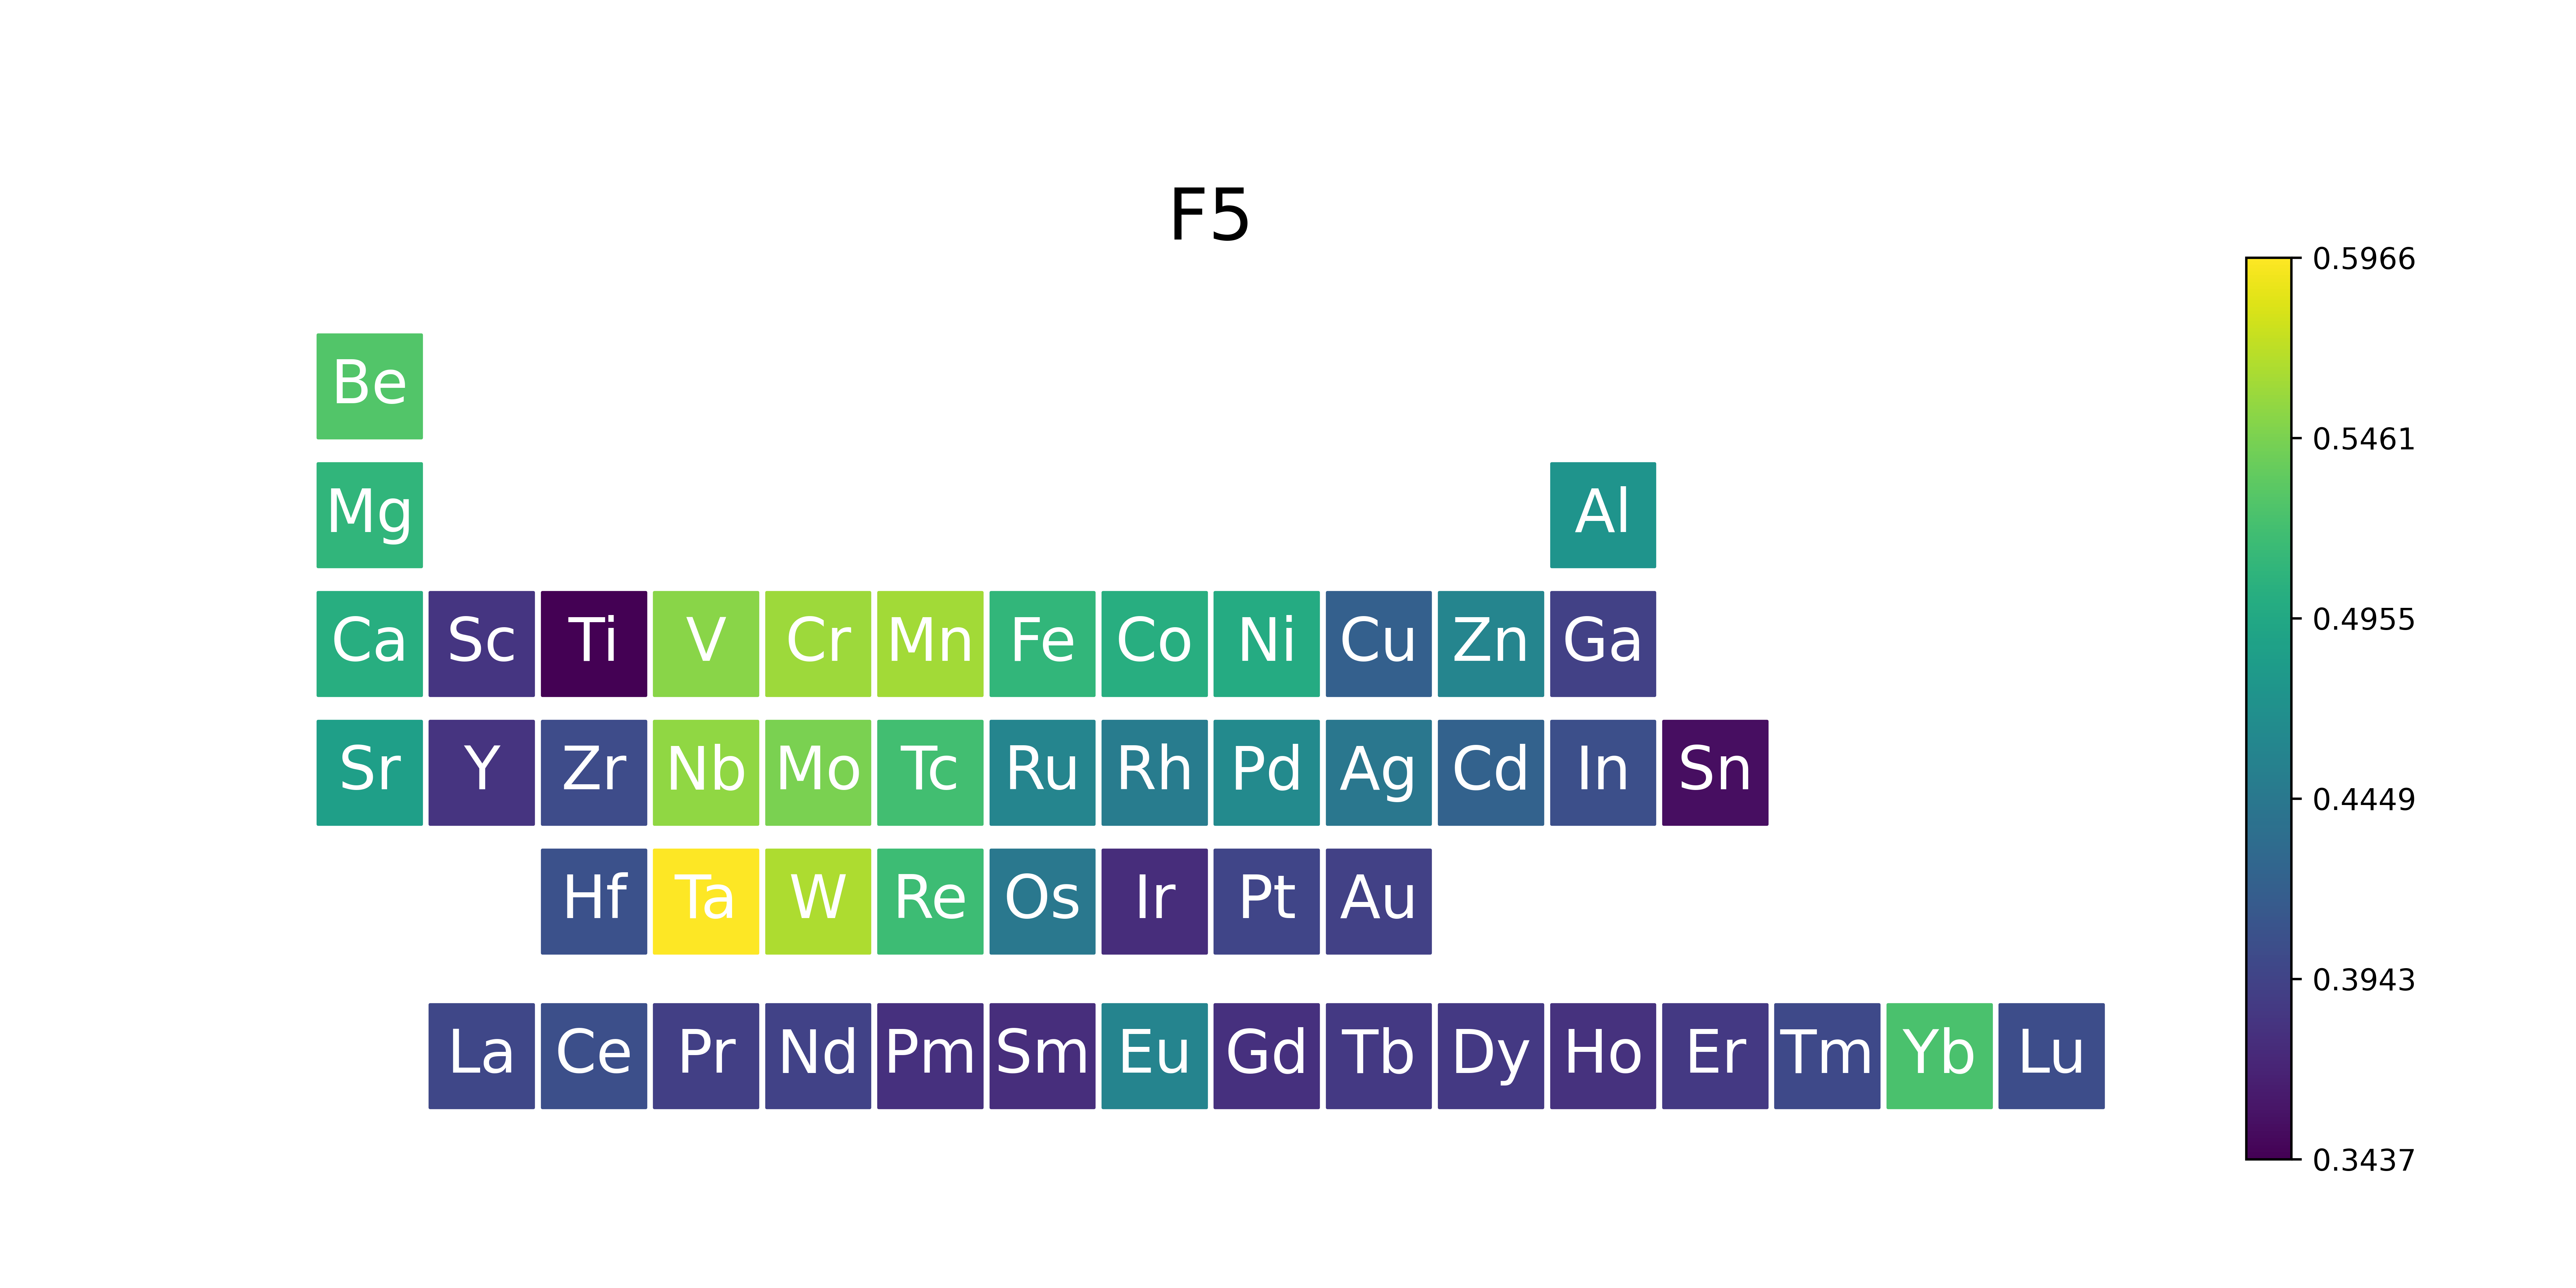 F5
Be
Mg Al
Ca Sc Ti V Cr Mn Fe Co Ni Cu Zn Ga
Sr Y Zr Nb Mo Tc Ru Rh Pd Ag Cd In Sn
Hf Ta W Re Os Ir Pt Au
La Ce Pr Nd Pm Sm Eu Gd Tb Dy Ho Er Tm Yb Lu
0.5966
0.5461
0.4955
0.4449
0.3943
0.3437